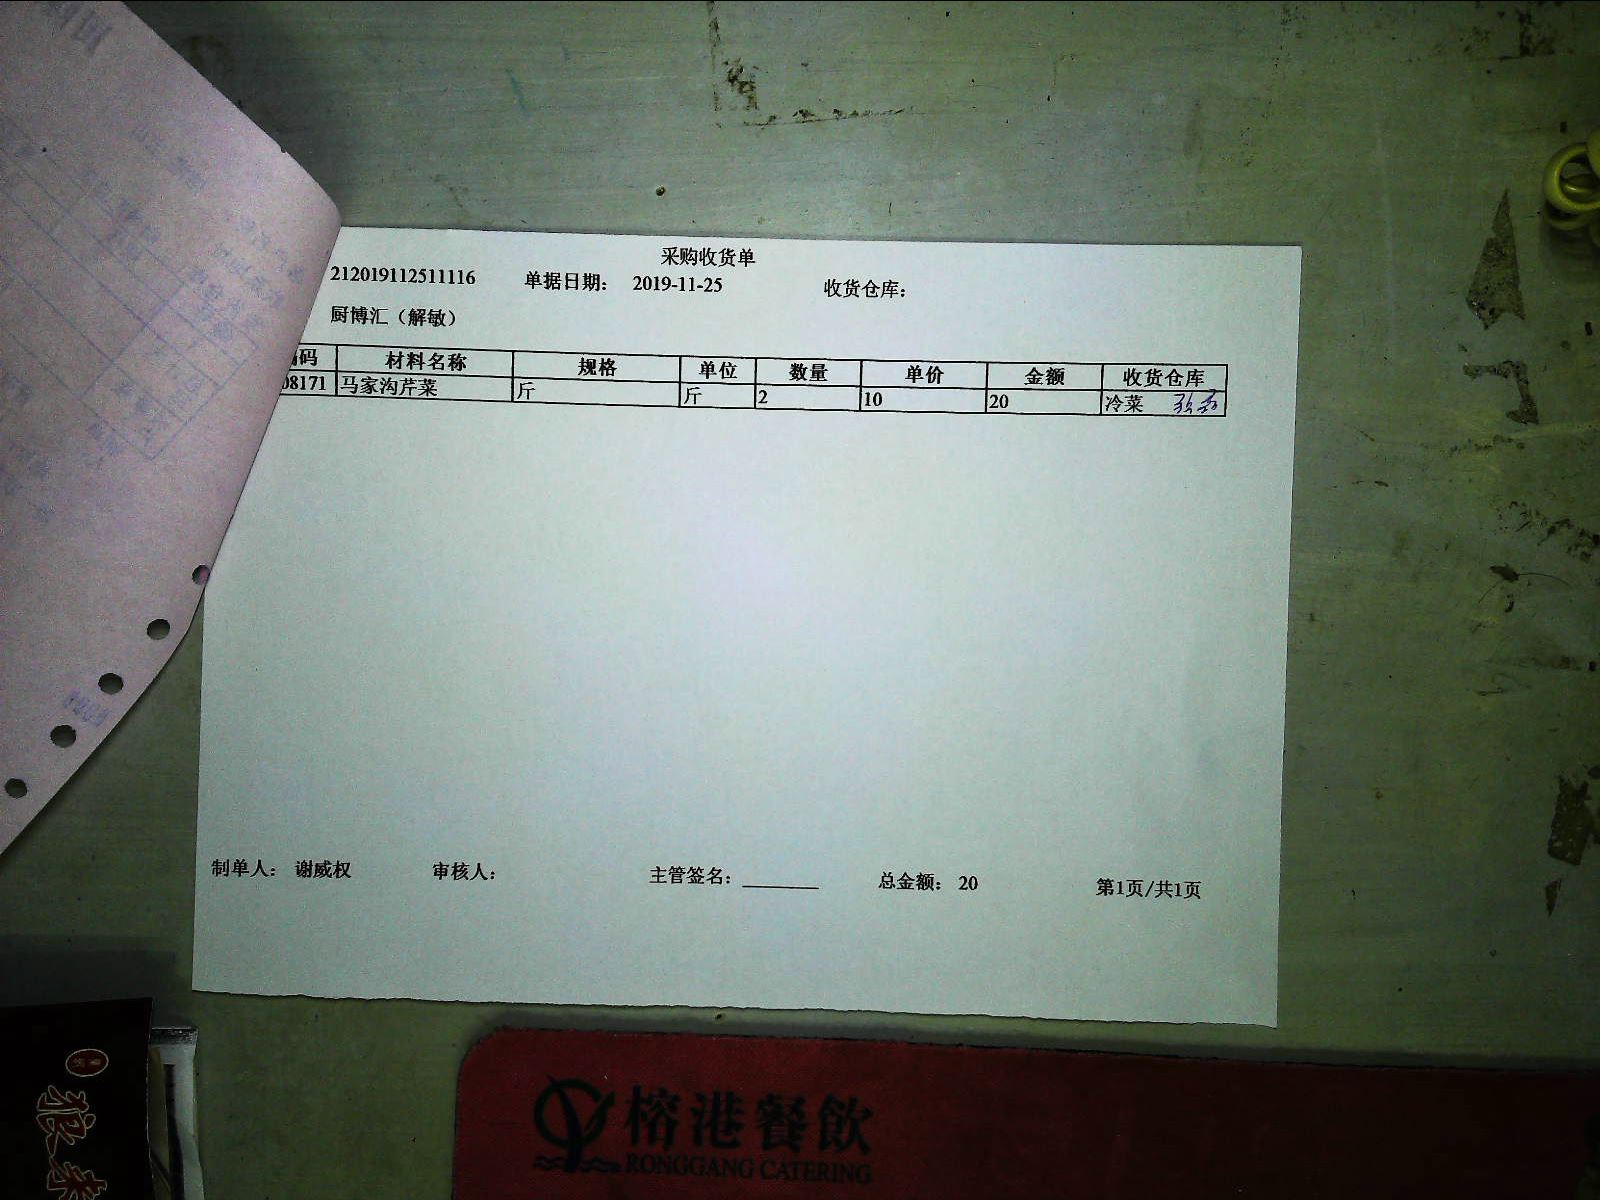 采购收货单
212019112511116 单据日期： 2019-11-25 收货仓库：
厨博汇（解敏）
码 材料名称 规格 单位 数量 单价 金额 收货仓库
08171 马家沟芹菜 斤 斤 2 10 20 冷菜
制单人： 谢威权 审核人： 主管签名： 总金额： 20 第1页/共1页
榕港餐飲
RONGGANG CATERING